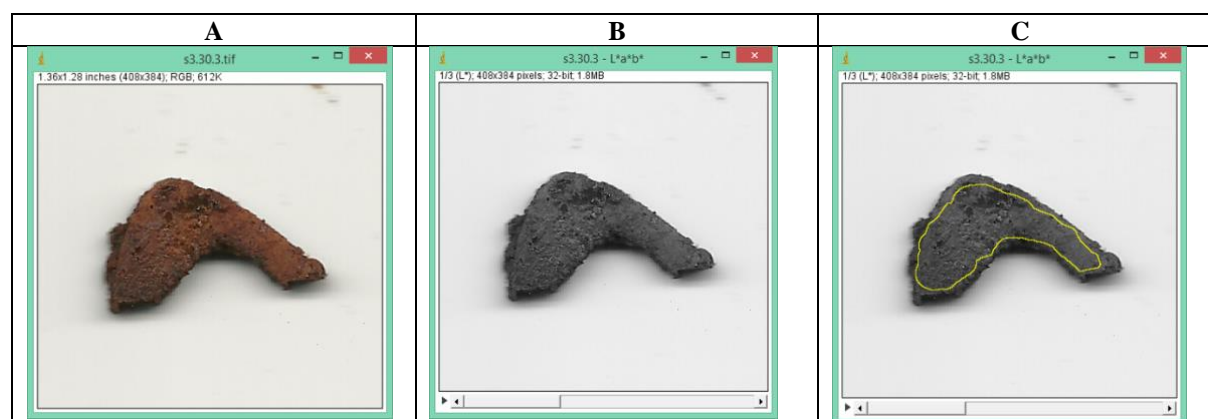 A B C
s3.30.3.tif
1.36x1.28 inches (408x384); RGB; 612K
s3.30.3 - L*a*b*
1/3 (L*); 408x384 pixels; 32-bit; 1.8MB
s3.30.3 - L*a*b*
1/3 (L*); 408x384 pixels; 32-bit; 1.8MB